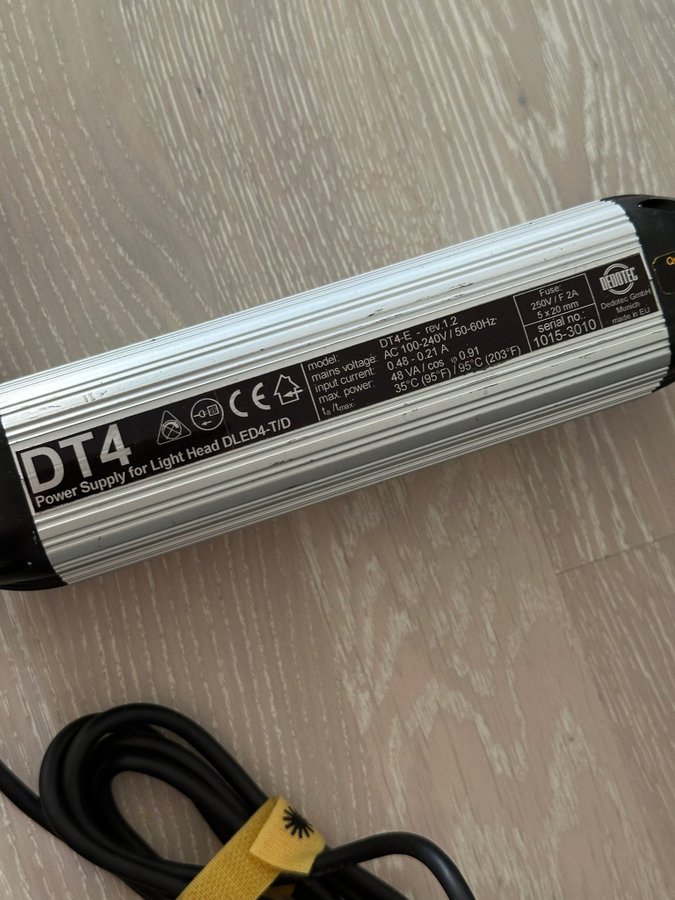 DT4
Power Supply for Light Head DLED4-T/D
CE
model: DT4-E - rev.1.2
mains voltage: AC 100-240V / 50-60Hz
input current: 0.48 - 0.21 A
max. power: 48 VA / cos φ 0.91
ta /tmax: 35°C (95°F) / 95°C (203°F)
Fuse:
250V / F 2A
5 x 20 mm
serial no.:
1015-3010
DEDOTEC
Dedotec GmbH
Munich
made in EU